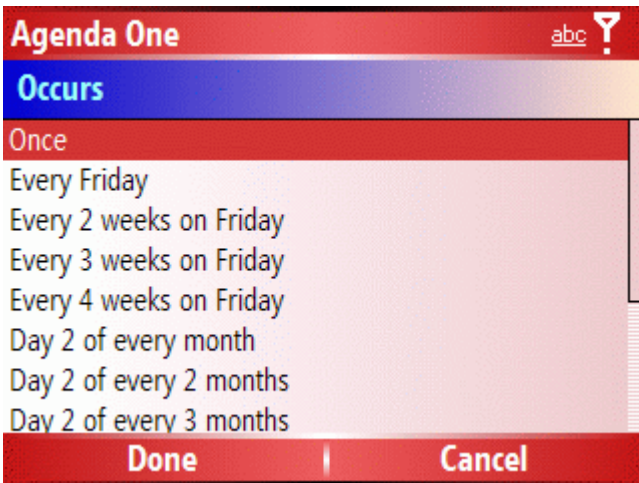 Agenda One
abc
Occurs
Once
Every Friday
Every 2 weeks on Friday
Every 3 weeks on Friday
Every 4 weeks on Friday
Day 2 of every month
Day 2 of every 2 months
Day 2 of every 3 months
Done
Cancel